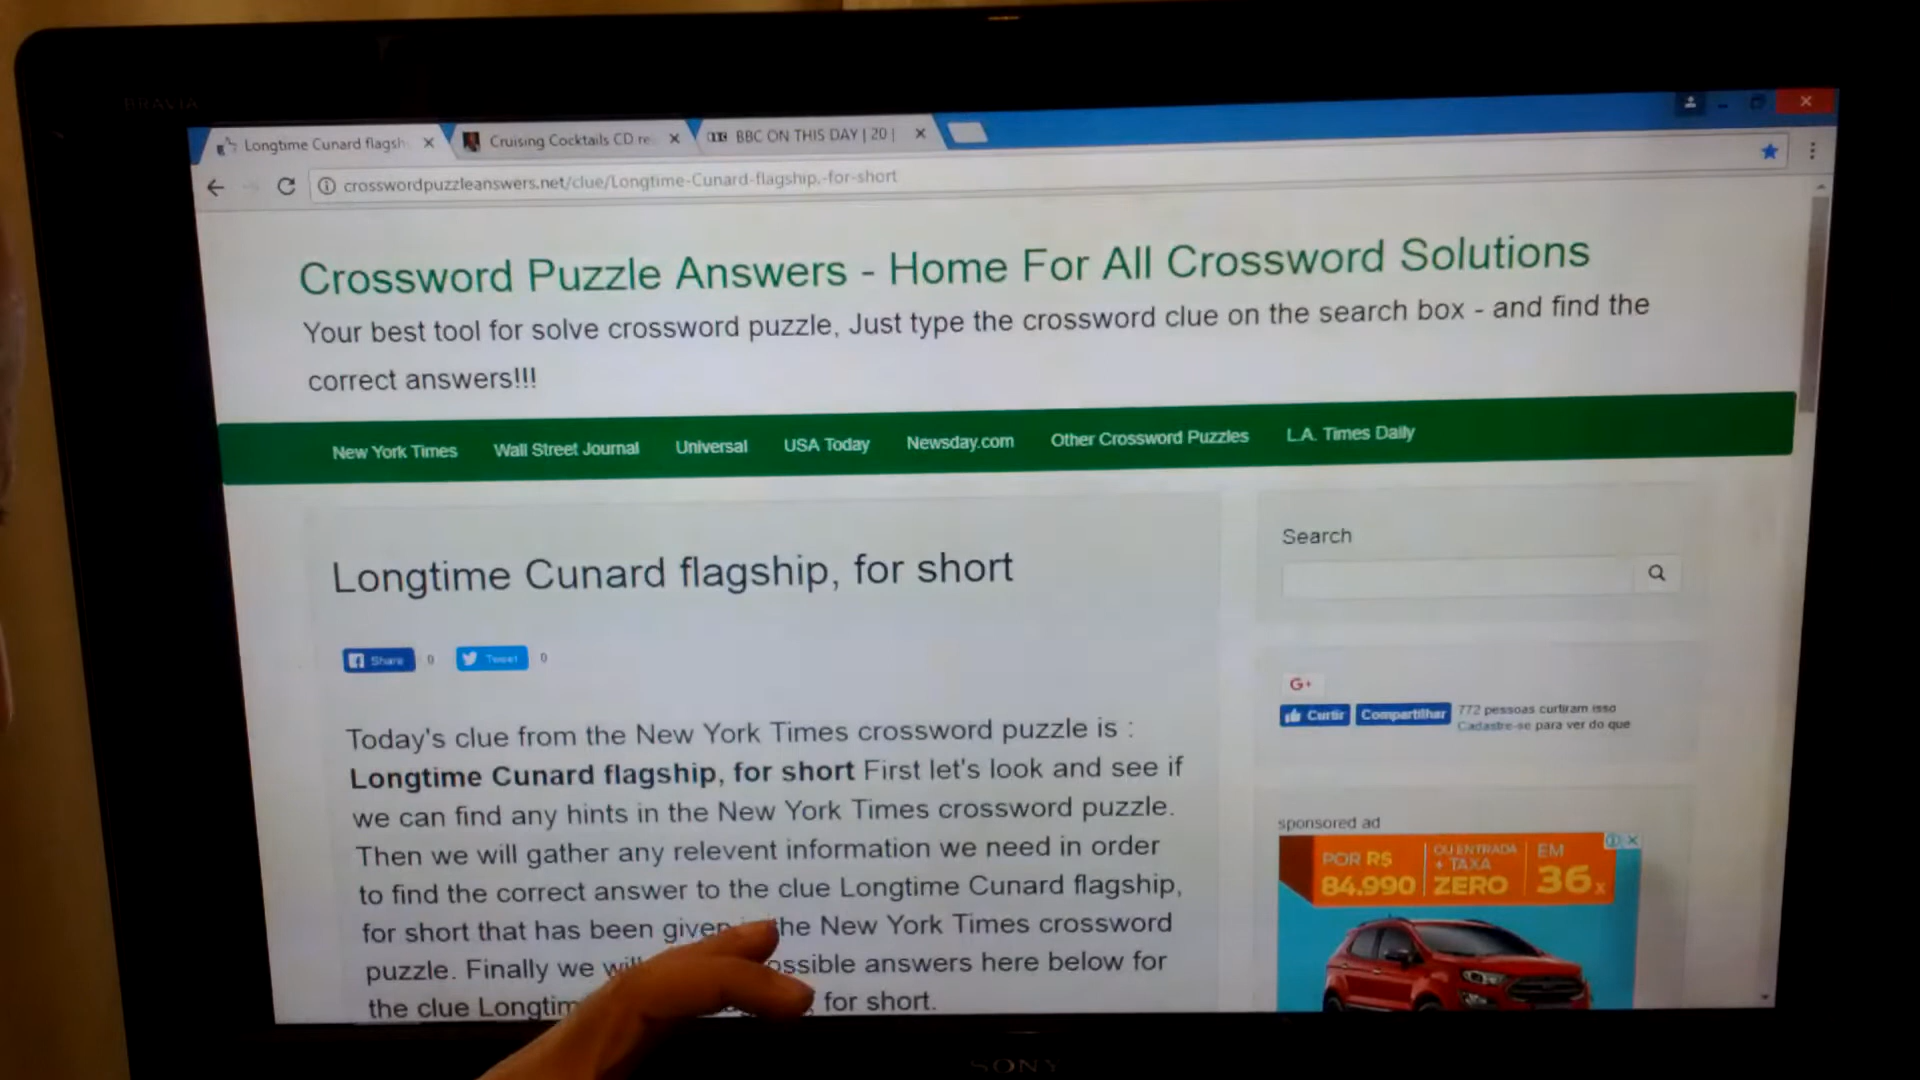 BRAVIA
Longtime Cunard flagsh
Cruising Cocktails CD re
BBC ON THIS DAY | 20 |
crosswordpuzzleanswers.net/clue/Longtime-Cunard-flagship,-for-short
Crossword Puzzle Answers - Home For All Crossword Solutions
Your best tool for solve crossword puzzle, Just type the crossword clue on the search box - and find the
correct answers!!!
New York Times Wall Street Journal Universal USA Today Newsday.com Other Crossword Puzzles L.A. Times Daily
Longtime Cunard flagship, for short
Share 0 Tweet 0
Today's clue from the New York Times crossword puzzle is :
Longtime Cunard flagship, for short First let's look and see if
we can find any hints in the New York Times crossword puzzle.
Then we will gather any relevent information we need in order
to find the correct answer to the clue Longtime Cunard flagship,
for short that has been given the New York Times crossword
puzzle. Finally we answers here below for
the clue for short.
Search
G+
Curtir Compartilhar 772 pessoas curtiram isso
Cadastre-se para ver do que
sponsored ad
POR R$
84.990
OU ENTRADA
+ TAXA
ZERO
EM
36x
SONY